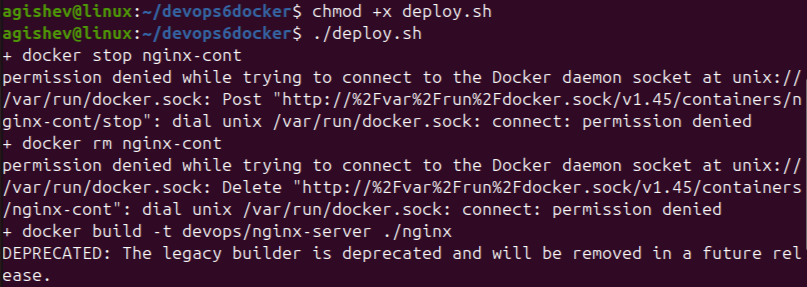 agishev@linux:~/devops6docker$ chmod +x deploy.sh
agishev@linux:~/devops6docker$ ./deploy.sh
+ docker stop nginx-cont
permission denied while trying to connect to the Docker daemon socket at unix://
/var/run/docker.sock: Post "http://%2Fvar%2Frun%2Fdocker.sock/v1.45/containers/n
ginx-cont/stop": dial unix /var/run/docker.sock: connect: permission denied
+ docker rm nginx-cont
permission denied while trying to connect to the Docker daemon socket at unix://
/var/run/docker.sock: Delete "http://%2Fvar%2Frun%2Fdocker.sock/v1.45/containers
/nginx-cont": dial unix /var/run/docker.sock: connect: permission denied
+ docker build -t devops/nginx-server ./nginx
DEPRECATED: The legacy builder is deprecated and will be removed in a future rel
ease.